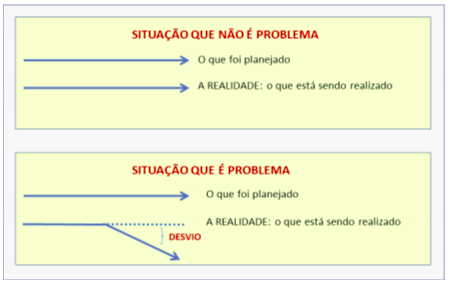 SITUAÇÃO QUE NÃO É PROBLEMA
O que foi planejado
A REALIDADE: o que está sendo realizado
SITUAÇÃO QUE É PROBLEMA
O que foi planejado
A REALIDADE: o que está sendo realizado
DESVIO